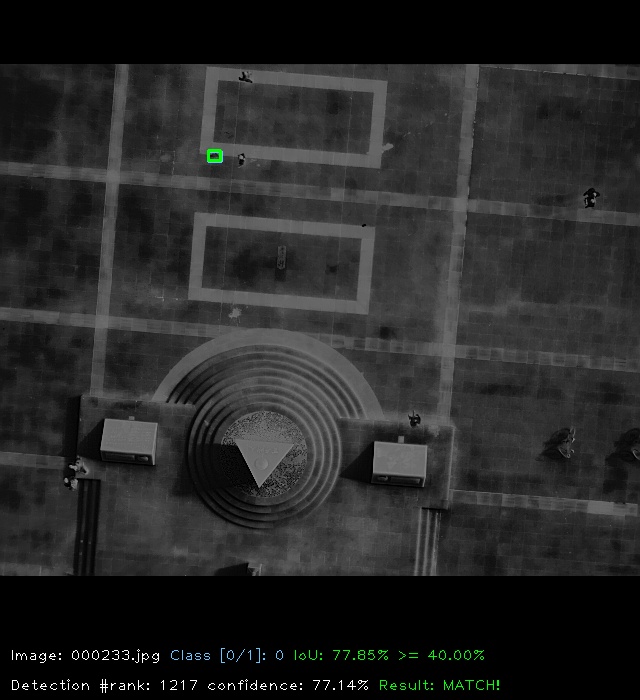 Image: 000233.jpg Class [0/1]: 0 IoU: 77.85% >= 40.00%
Detection #rank: 1217 confidence: 77.14% Result: MATCH!